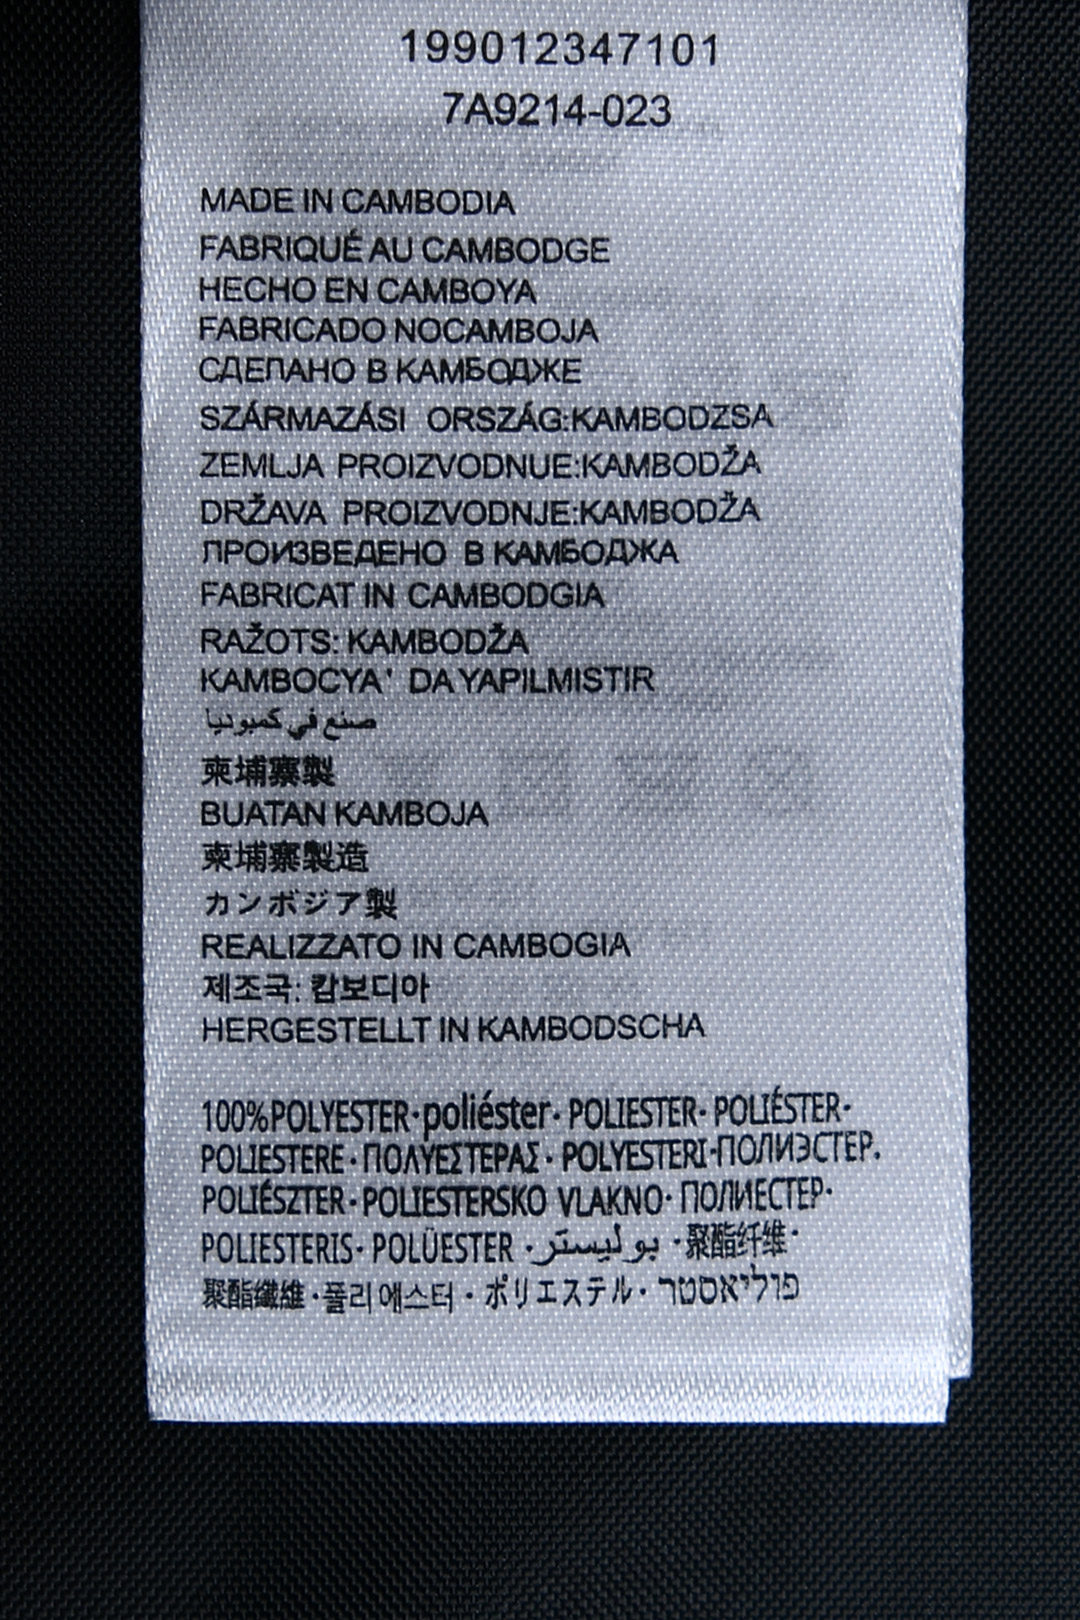 199012347101
7A9214-023
MADE IN CAMBODIA
FABRIQUÉ AU CAMBODGE
HECHO EN CAMBOYA
FABRICADO NOCAMBOJA
СДЕПАНО В КАМБОДЖЕ
SZÁRMAZÁSI ORSZÁG:KAMBODZSA
ZEMLJA PROIZVODNUE:KAMBODŽA
DRŽAVA PROIZVODNJE:KAMBODŽA
ПРОИЗВЕДЕНО В КАМБОДЖА
FABRICAT IN CAMBODGIA
RAŽOTS: KAMBODŽA
KAMBOCYA' DA YAPILMISTIR
صنع في كمبوديا
柬埔寨製
BUATAN KAMBOJA
柬埔寨製造
カンボジア製
REALIZZATO IN CAMBOGIA
제조국: 캄보디아
HERGESTELLT IN KAMBODSCHA
100%POLYESTER·poliéster· POLIESTER· POLIÉSTER·
POLIESTERE·ΠΟΛΥΕΣΤΕΡΑΣ· POLYESTERI·ПОЛИЭСТЕР.
POLIÉSZTER·POLIESTERSKO VLAKNO· ПОЛИЕСТЕР·
POLIESTERIS· POLÜESTER ·بوليستر ·聚酯纤维·
聚酯纖維·폴리에스터· ポリエステル· פוליאסטר